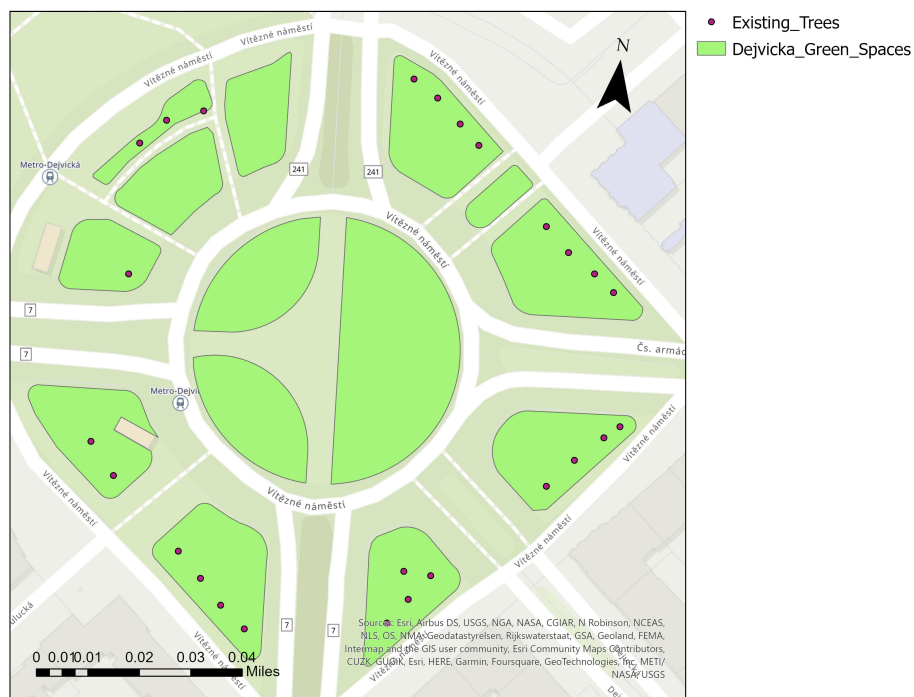 Existing_Trees
Dejvicka_Green_Spaces
N
Vítězné náměstí
Vítězné náměstí
Vítězné náměstí
Metro-Dejvická
241
241
Vítězné náměstí
Vítězné náměstí
7
7
Čs. armád
Metro-Dejvi
Vítězné náměstí
Vítězné náměstí
Vítězné náměstí
Vítězné náměstí
ulucká
7
7
Vítězné náměstí
Vítězné náměstí
Sources: Esri, Airbus DS, USGS, NGA, NASA, CGIAR, N Robinson, NCEAS,
NLS, OS, NMA, Geodatastyrelsen, Rijkswaterstaat, GSA, Geoland, FEMA,
Intermap and the GIS user community, Esri Community Maps Contributors,
CUZK, GUGIK, Esri, HERE, Garmin, Foursquare, GeoTechnologies, Inc, METI/
NASA, USGS
0 0.01 0.01 0.02 0.03 0.04
Miles